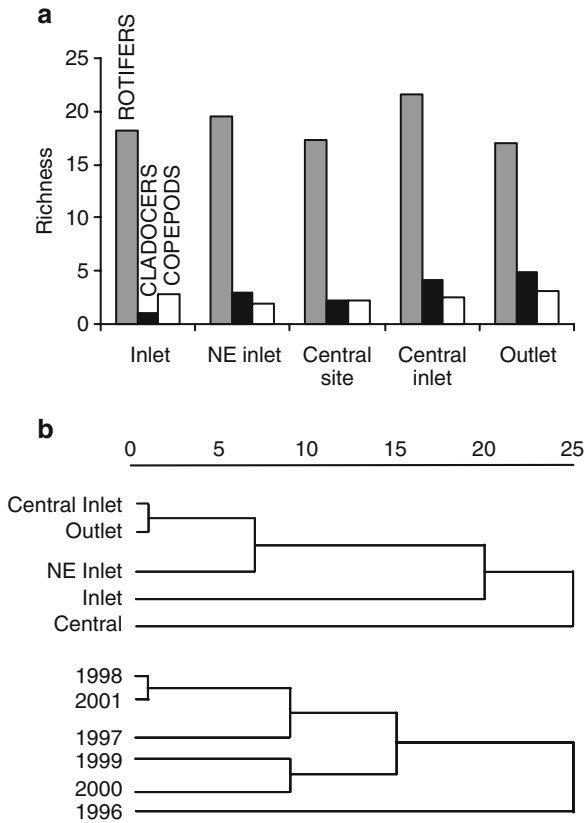 a
Richness
25
20
15
10
5
0
ROTIFERS
CLADOCERS
COPEPODS
Inlet
NE inlet
Central
site
Central
inlet
Outlet
b
0 5 10 15 20 25
Central Inlet
Outlet
NE Inlet
Inlet
Central
1998
2001
1997
1999
2000
1996